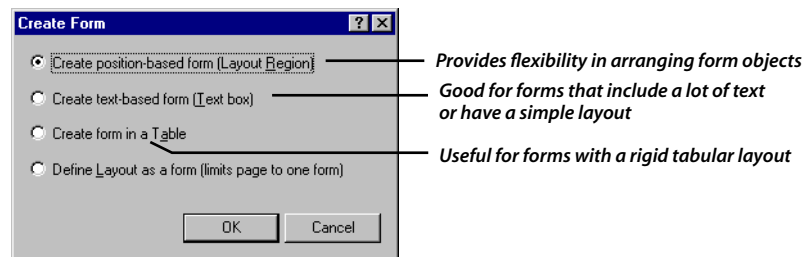 Create Form
Create position-based form (Layout Region)
Provides flexibility in arranging form objects
Create text-based form (Text box)
Good for forms that include a lot of text
or have a simple layout
Create form in a Table
Useful for forms with a rigid tabular layout
Define Layout as a form (limits page to one form)
OK
Cancel